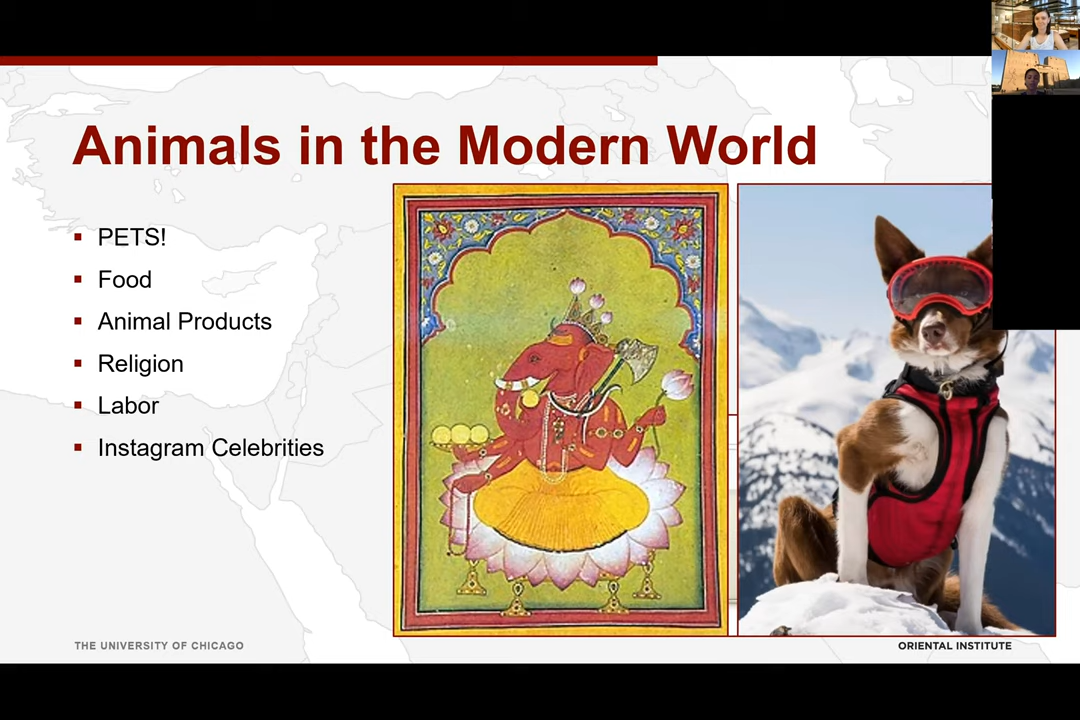 Animals in the Modern World
PETS!
Food
Animal Products
Religion
Labor
Instagram Celebrities
THE UNIVERSITY OF CHICAGO
ORIENTAL INSTITUTE